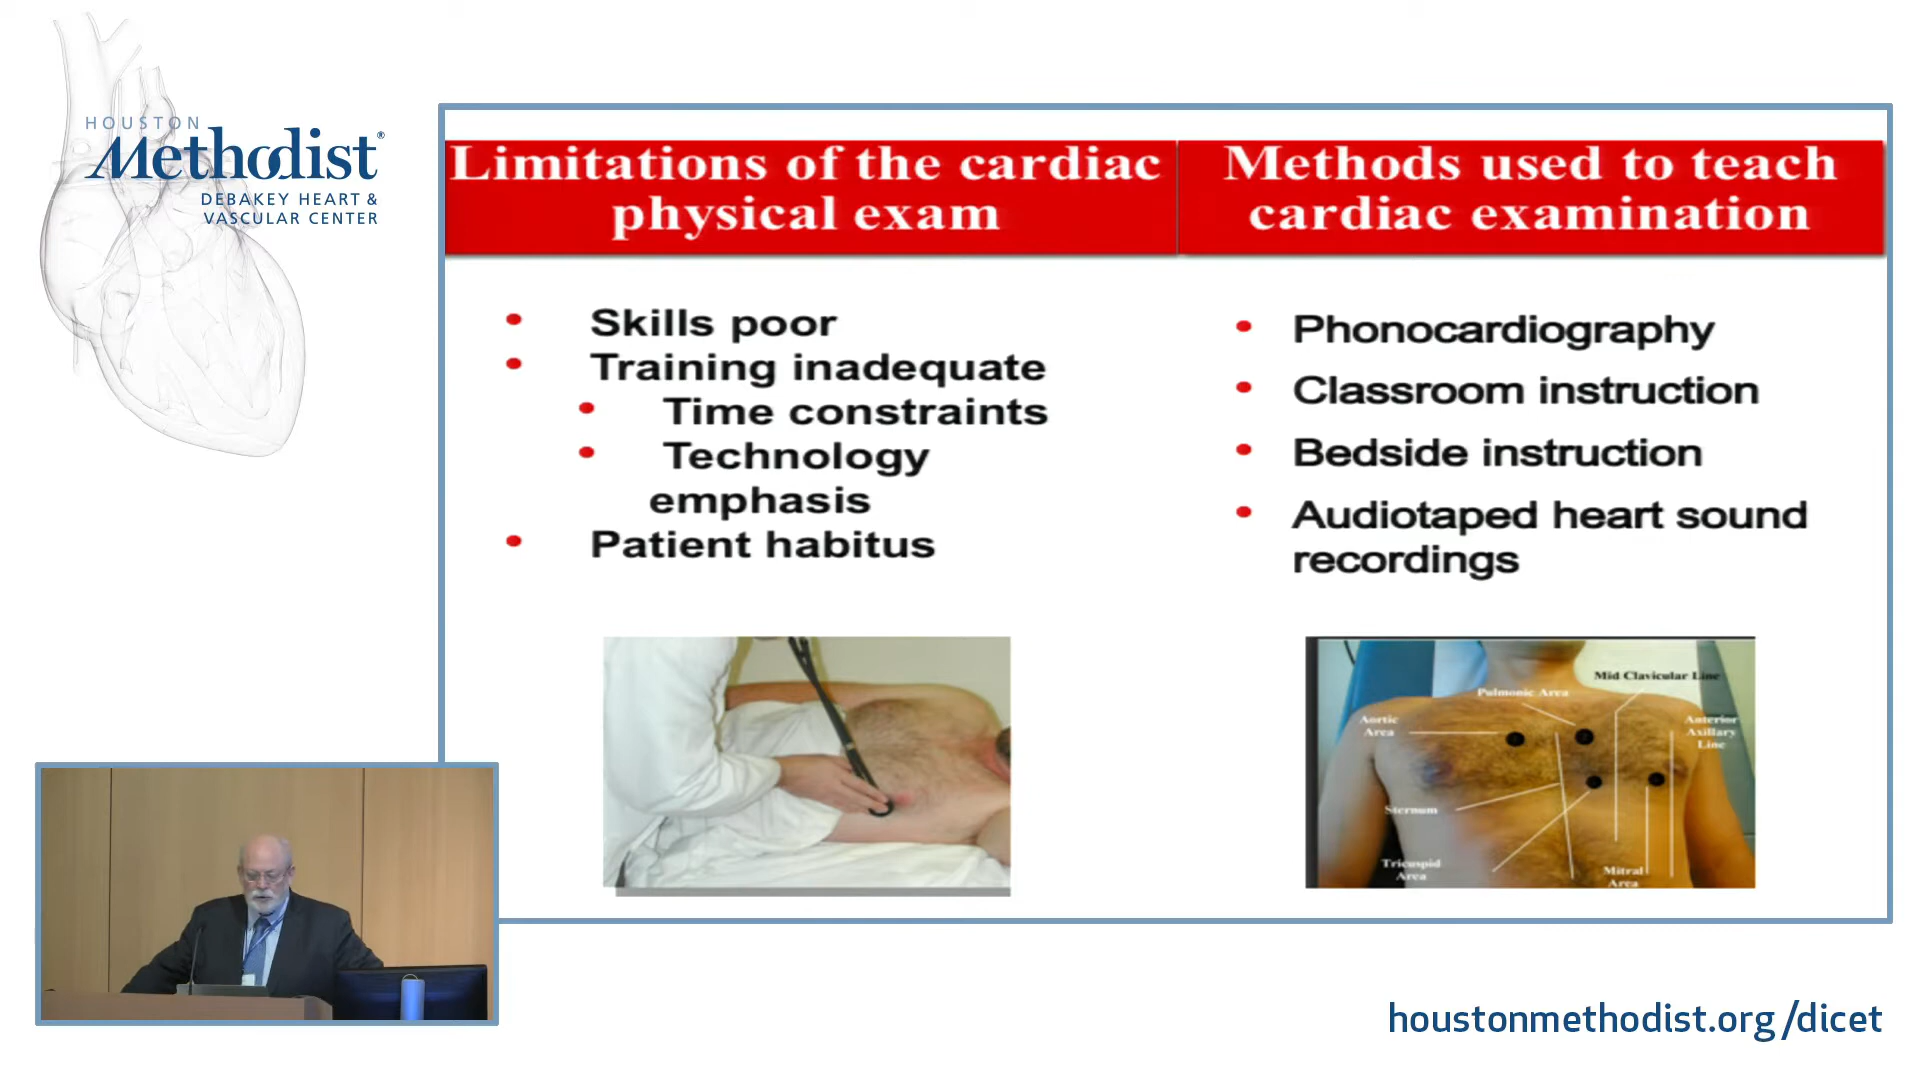 HOUSTON
Methodist®
DEBAKEY HEART &
VASCULAR CENTER
Limitations of the cardiac
physical exam
• Skills poor
• Training inadequate
• Time constraints
• Technology
emphasis
• Patient habitus
Methods used to teach
cardiac examination
• Phonocardiography
• Classroom instruction
• Bedside instruction
• Audiotaped heart sound
recordings
Mid Clavicular Line
Pulmonic Area
Aortic
Area
Anterior
Axillary
Line
Sternum
Tricuspid
Area
Mitral
Area
houstonmethodist.org/dicet